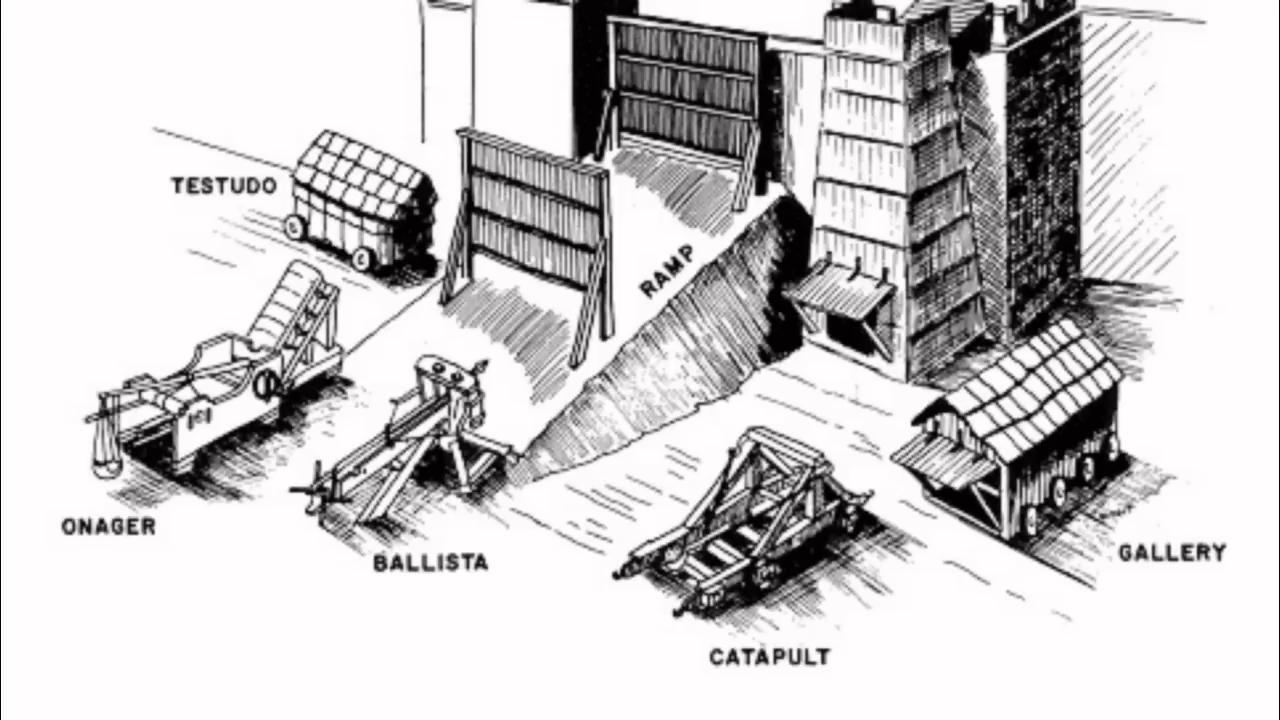 TESTUDO
RAMP
ONAGER
BALLISTA
GALLERY
CATAPULT